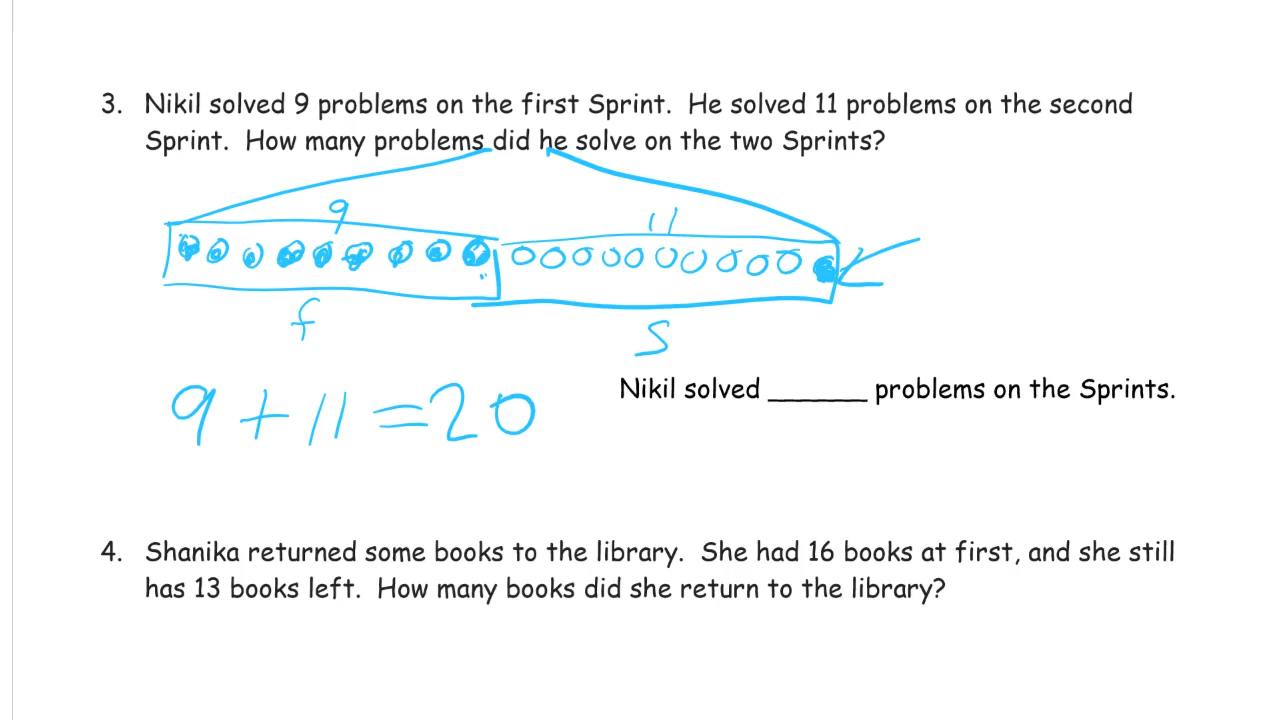 3. Nikil solved 9 problems on the first Sprint. He solved 11 problems on the second
Sprint. How many problems did he solve on the two Sprints?
9 11
f s
9 + 11 = 20
Nikil solved ______ problems on the Sprints.
4. Shanika returned some books to the library. She had 16 books at first, and she still
has 13 books left. How many books did she return to the library?